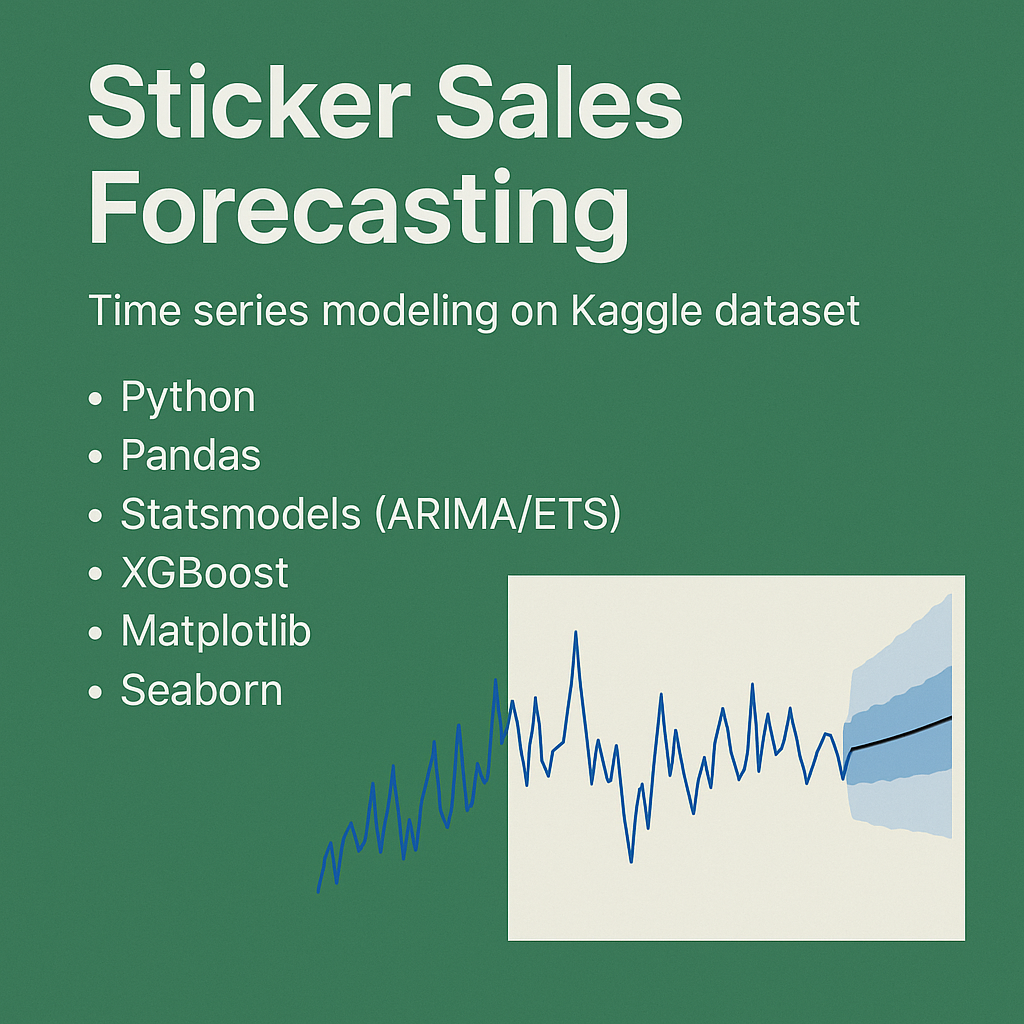 Sticker Sales
Forecasting
Time series modeling on Kaggle dataset
• Python
• Pandas
• Statsmodels (ARIMA/ETS)
• XGBoost
• Matplotlib
• Seaborn